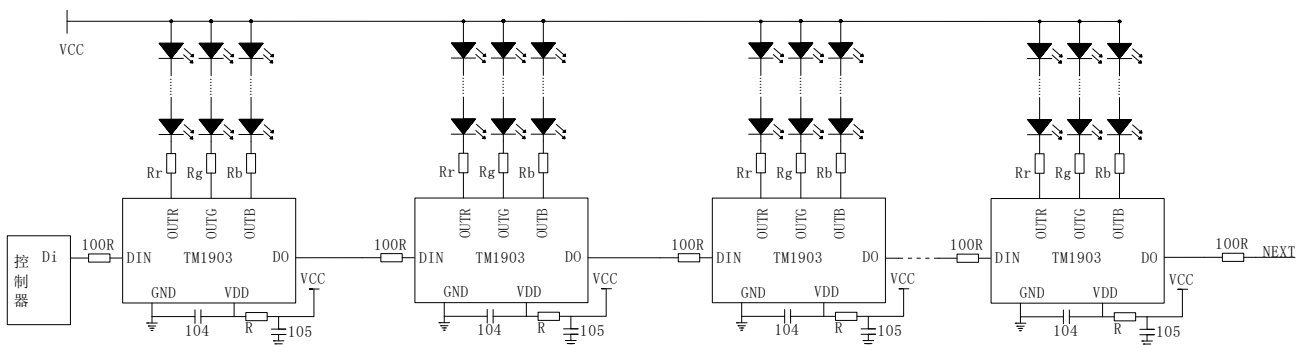 VCC
Rr Rg Rb Rr Rg Rb Rr Rg Rb Rr Rg Rb
OUTR OUTG OUTB OUTR OUTG OUTB OUTR OUTG OUTB OUTR OUTG OUTB
控制器 Di 100R DIN TM1903 DO 100R DIN TM1903 DO 100R DIN TM1903 DO 100R DIN TM1903 DO 100R NEXT
GND VDD VCC GND VDD VCC GND VDD VCC GND VDD VCC
104 R 105 104 R 105 104 R 105 104 R 105